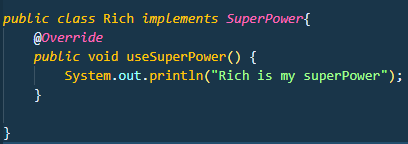 public class Rich implements SuperPower{
    @Override
    public void useSuperPower() {
        System.out.println("Rich is my superPower");
    }
}